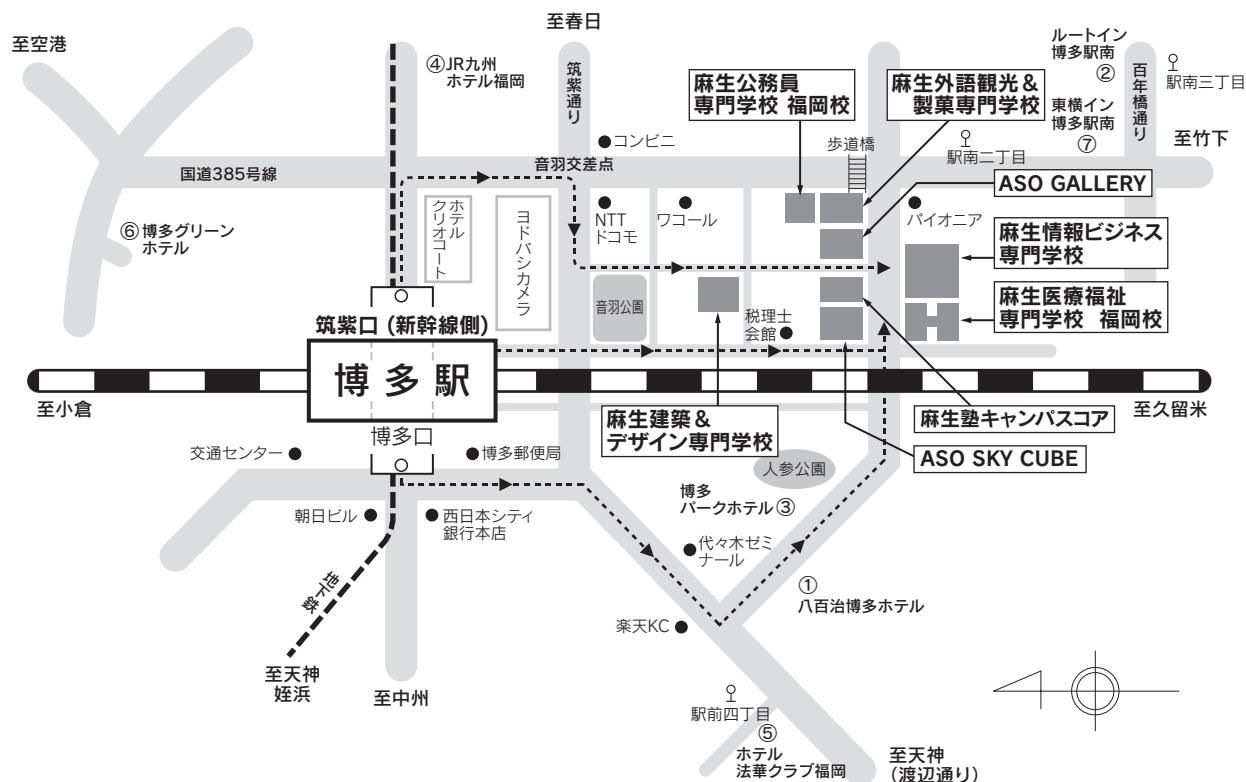 至春日
至空港
④JR九州
ホテル福岡
筑紫通り
麻生公務員
専門学校 福岡校
麻生外語観光＆
製菓専門学校
ルートイン
博多駅南
②
百年橋通り
駅南三丁目
東横イン
博多駅南
⑦
至竹下
コンビニ
歩道橋
駅南二丁目
国道385号線
音羽交差点
ASO GALLERY
⑥博多グリーン
ホテル
ホテル
クリオコート
ヨドバシカメラ
NTT
ドコモ
ワコール
パイオニア
麻生情報ビジネス
専門学校
麻生医療福祉
専門学校 福岡校
音羽公園
税理士
会館
筑紫口（新幹線側）
博多駅
至小倉
至久留米
博多口
麻生建築＆
デザイン専門学校
麻生塾キャンパスコア
ASO SKY CUBE
交通センター
博多郵便局
人参公園
博多
パークホテル③
朝日ビル
西日本シティ
銀行本店
代々木ゼミ
ナール
地下鉄
①
八百治博多ホテル
楽天KC
至天神
姪浜
至中州
駅前四丁目
⑤
ホテル
法華クラブ福岡
至天神
（渡辺通り）